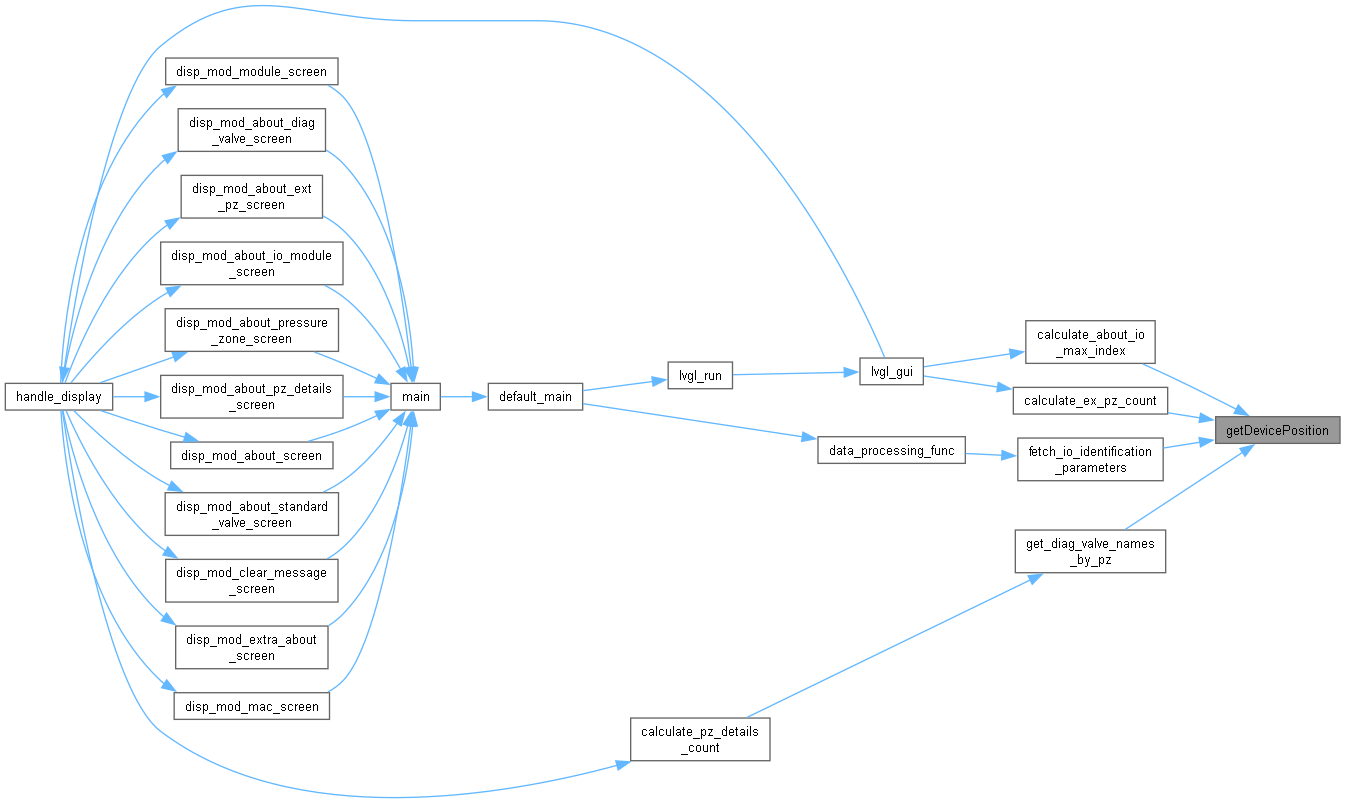 disp_mod_module_screen
disp_mod_about_diag
_valve_screen
disp_mod_about_ext
_pz_screen
disp_mod_about_io_module
_screen
disp_mod_about_pressure
_zone_screen
disp_mod_about_pz_details
_screen
handle_display
disp_mod_about_screen
disp_mod_about_standard
_valve_screen
disp_mod_clear_message
_screen
disp_mod_extra_about
_screen
disp_mod_mac_screen
main
default_main
lvgl_run
data_processing_func
calculate_pz_details
_count
lvgl_gui
calculate_about_io
_max_index
calculate_ex_pz_count
fetch_io_identification
_parameters
get_diag_valve_names
_by_pz
getDevicePosition